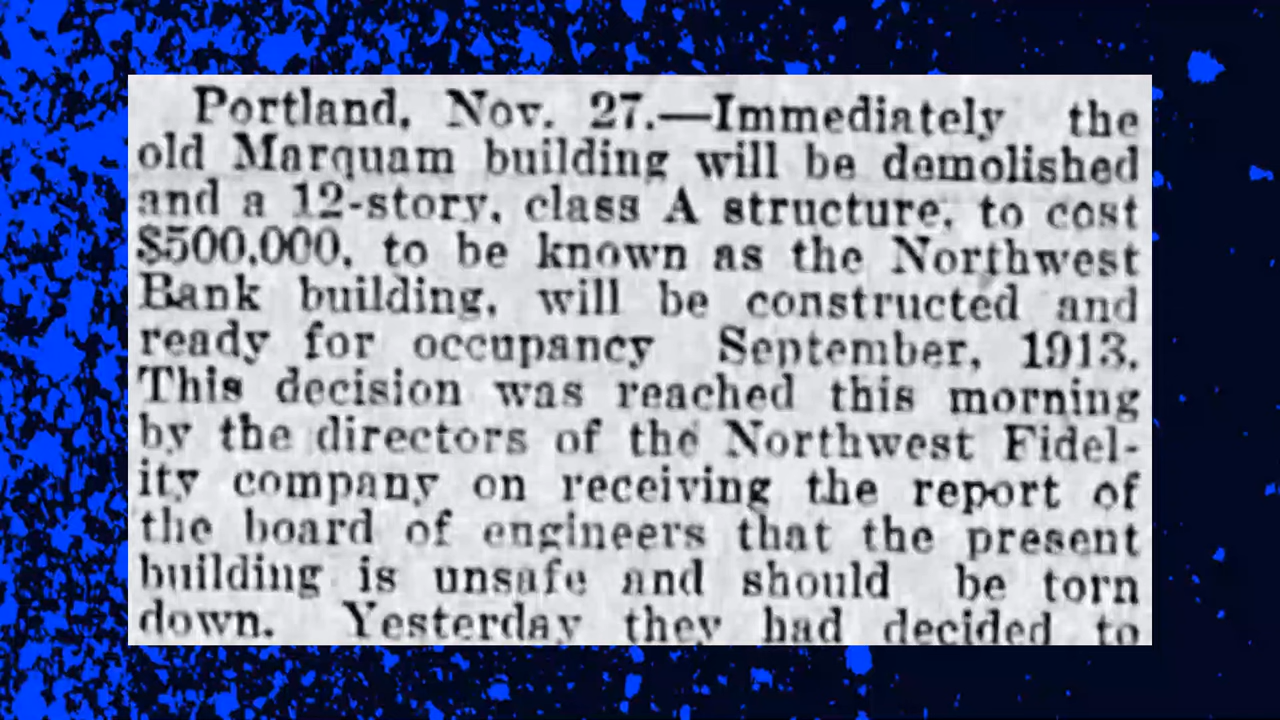 Portland, Nov. 27.—Immediately the
old Marquam building will be demolished
and a 12-story, class A structure, to cost
$500,000, to be known as the Northwest
Bank building, will be constructed and
ready for occupancy September, 1913.
This decision was reached this morning
by the directors of the Northwest Fidel-
ity company on receiving the report of
the board of engineers that the present
building is unsafe and should be torn
down. Yesterday they had decided to